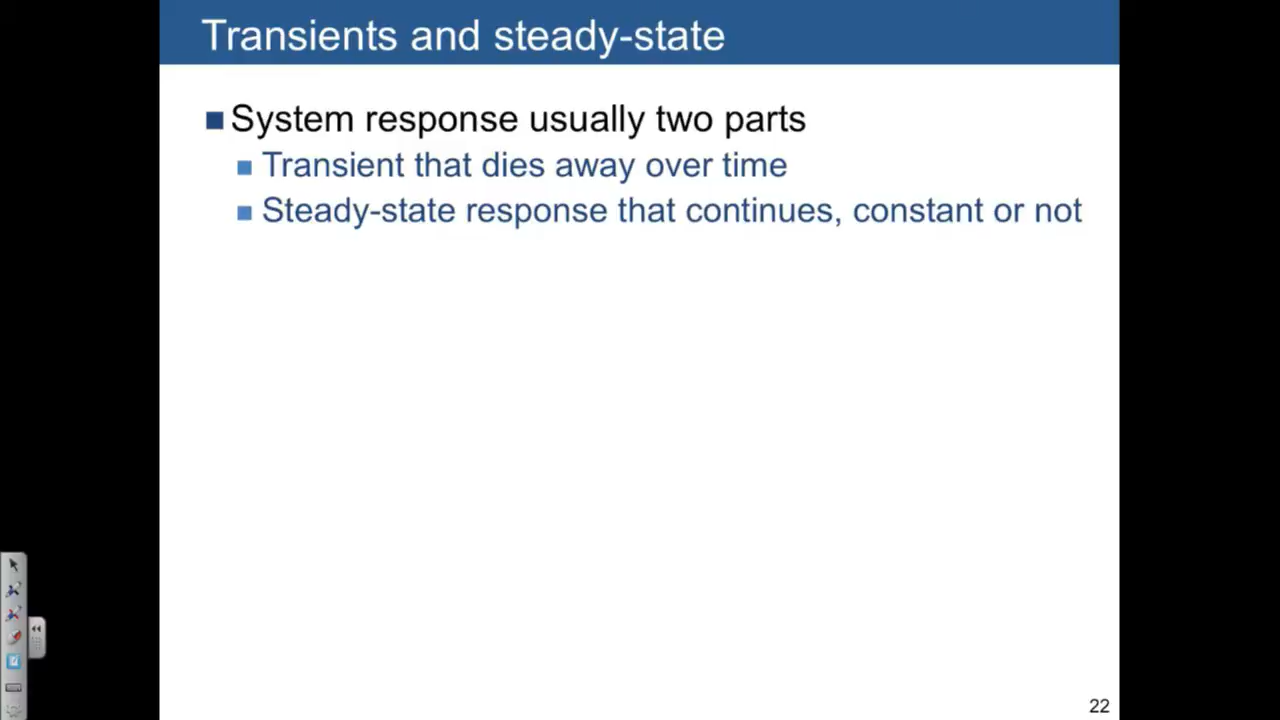 Transients and steady-state
System response usually two parts
Transient that dies away over time
Steady-state response that continues, constant or not
22